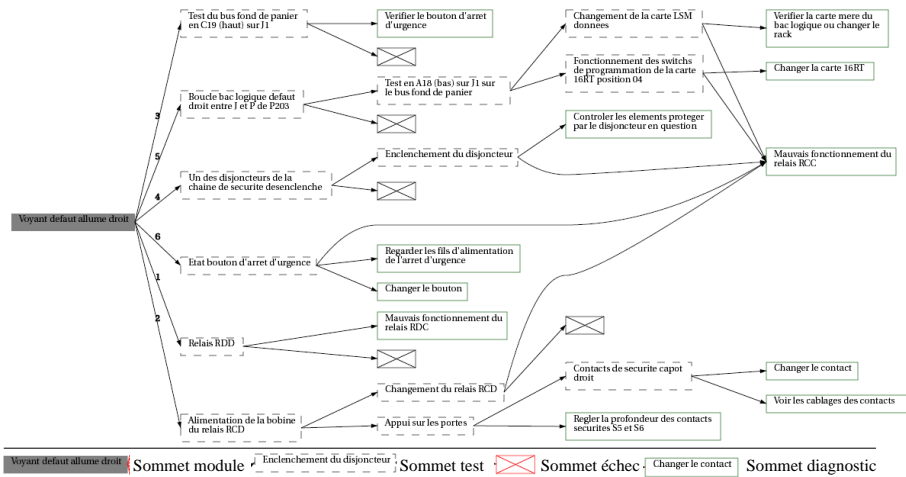 Test du bus fond de panier
en C19 (haut) sur J1
Verifier le bouton d'arret
d'urgence
Changement de la carte LSM
donnees
Verifier la carte mere du
bac logique ou changer le
rack
Fonctionnement des switchs
de programmation de la carte
16RT position 04
Changer la carte 16RT
Boucle bac logique defaut
droit entre J et P de P203
Test en A18 (bas) sur J1 sur
le bus fond de panier
Controler les elements proteger
par le disjoncteur en question
3
5
4
6
1
2
Enclenchement du disjoncteur
Mauvais fonctionnement du
relais RCC
Un des disjoncteurs de la
chaine de securite desenclenche
Voyant defaut allume droit
Etat bouton d'arret d'urgence
Regarder les fils d'alimentation
de l'arret d'urgence
Changer le bouton
Mauvais fonctionnement du
relais RDC
Relais RDD
Contacts de securite capot
droit
Changer le contact
Changement du relais RCD
Voir les cablages des contacts
Alimentation de la bobine
du relais RCD
Appui sur les portes
Regler la profondeur des contacts
securites S5 et S6
Voyant defaut allume droit
Sommet module
Enclenchement du disjoncteur
Sommet test
Sommet échec
Changer le contact
Sommet diagnostic